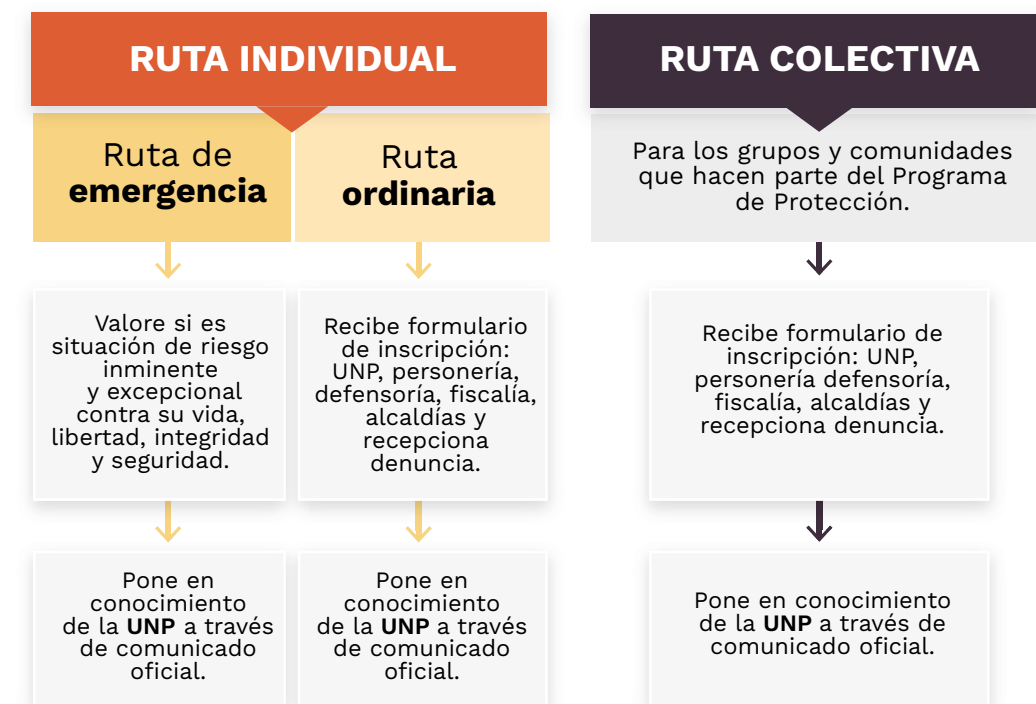 RUTA INDIVIDUAL
Ruta de
emergencia
Ruta
ordinaria
Valore si es
situación de riesgo
inminente
y excepcional
contra su vida,
libertad, integridad
y seguridad.
Recibe formulario
de inscripción:
UNP, personería,
defensoría, fiscalía,
alcaldías y
recepciona
denuncia.
Pone en
conocimiento
de la UNP a través
de comunicado
oficial.
Pone en
conocimiento
de la UNP a través
de comunicado
oficial.
RUTA COLECTIVA
Para los grupos y comunidades
que hacen parte del Programa
de Protección.
Recibe formulario de
inscripción: UNP,
personería defensoría,
fiscalía, alcaldías y
recepciona denuncia.
Pone en conocimiento
de la UNP a través de
comunicado oficial.